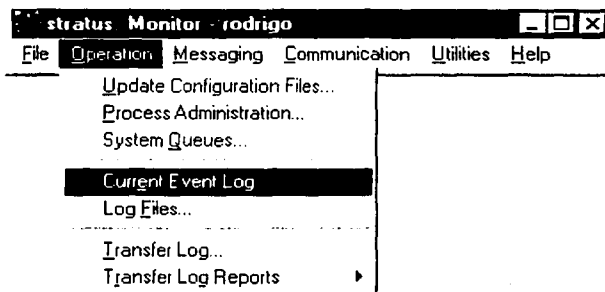 stratus Monitor - rodrigo
File Operation Messaging Communication Utilities Help
Update Configuration Files...
Process Administration...
System Queues...
Current Event Log
Log Files...
Transfer Log...
Transfer Log Reports